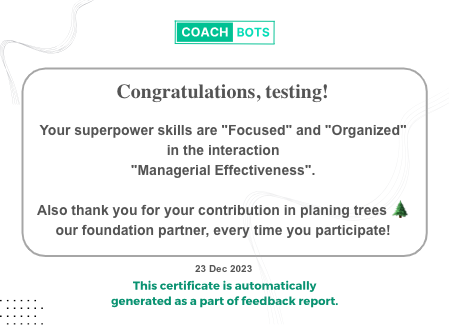 COACH BOTS
Congratulations, testing!
Your superpower skills are "Focused" and "Organized"
in the interaction
"Managerial Effectiveness".
Also thank you for your contribution in planing trees 🌲
our foundation partner, every time you participate!
23 Dec 2023
This certificate is automatically
generated as a part of feedback report.